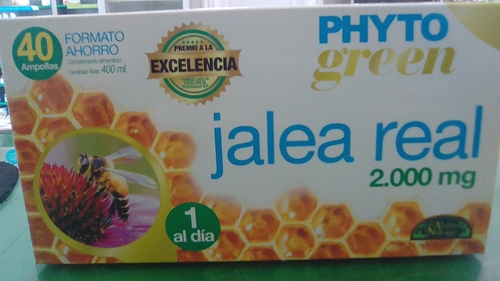 40
Ampollas
FORMATO
AHORRO
Complemento alimenticio
Cantidad Neta: 400 ml.
PREMIO A LA
EXCELENCIA
PHYTO
green
jalea real
2.000 mg
1
al día